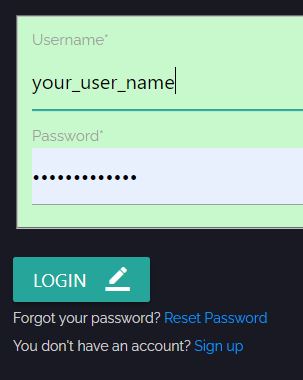 Username*
your_user_name
Password*
•••••••••••••
LOGIN
Forgot your password? Reset Password
You don't have an account? Sign up